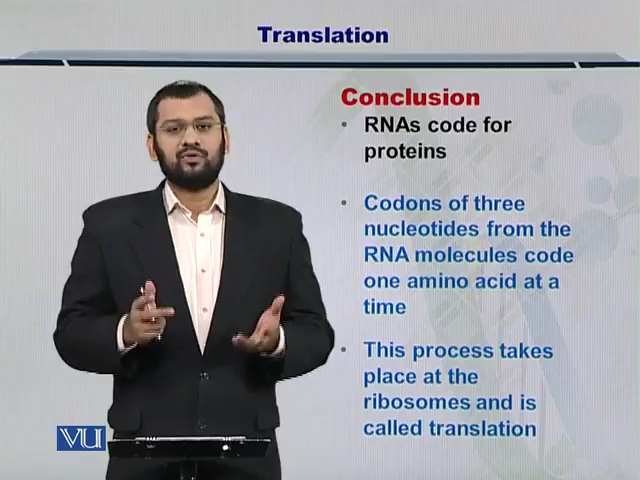 Translation
Conclusion
• RNAs code for
proteins
• Codons of three
nucleotides from the
RNA molecules code
one amino acid at a
time
• This process takes
place at the
ribosomes and is
called translation
VU